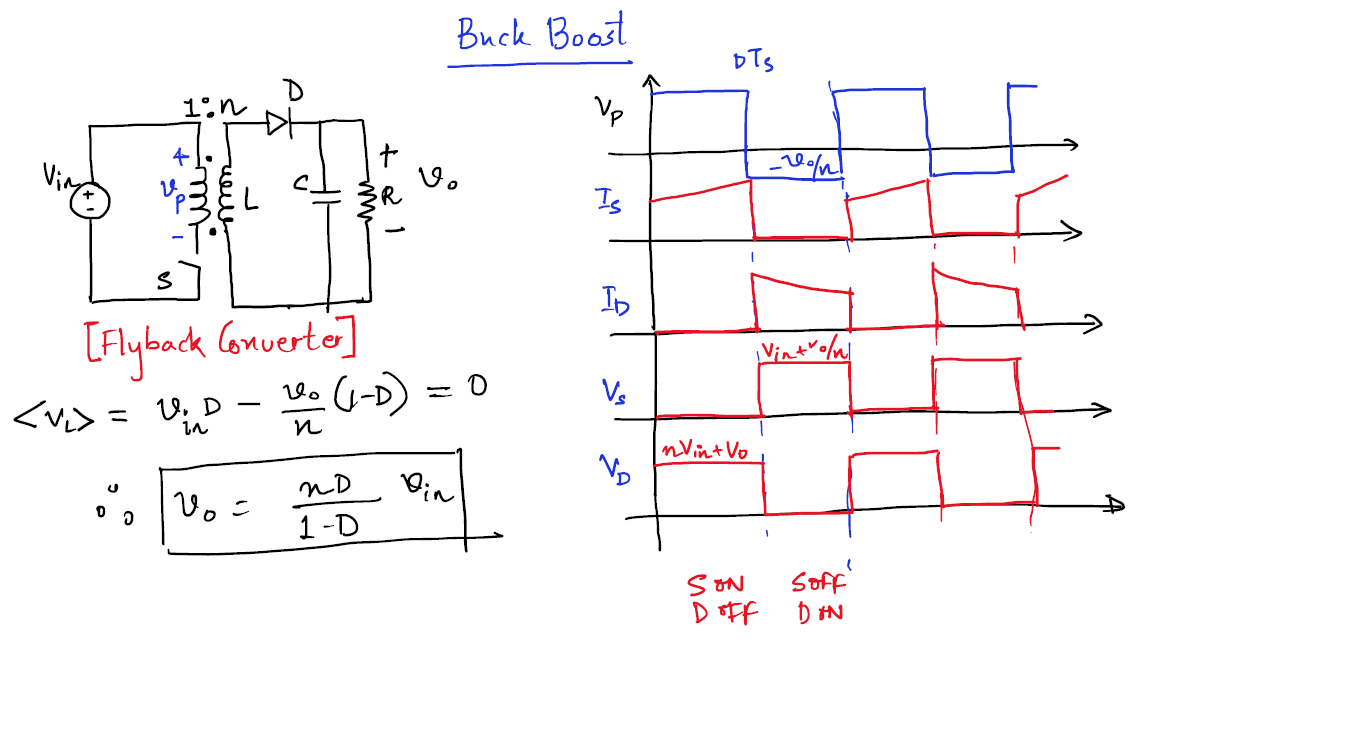 Buck Boost
1:n
D
+
Vin
+
-
vp
-
L
S
C
R
+
vo
-
[Flyback Converter]
<vL> = vin D - vo/n (1-D) = 0
∴ vo = nD/(1-D) vin
DTs
Vp
-vo/n
Is
ID
Vin+vo/n
Vs
nVin+Vo
VD
S ON
D OFF
S OFF
D ON